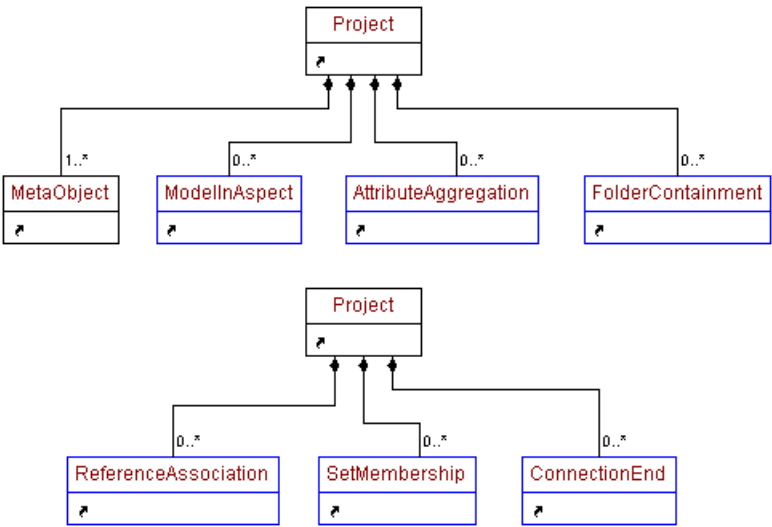 Project
1..*
0..*
0..*
0..*
MetaObject
ModelInAspect
AttributeAggregation
FolderContainment
Project
0..*
0..*
0..*
ReferenceAssociation
SetMembership
ConnectionEnd